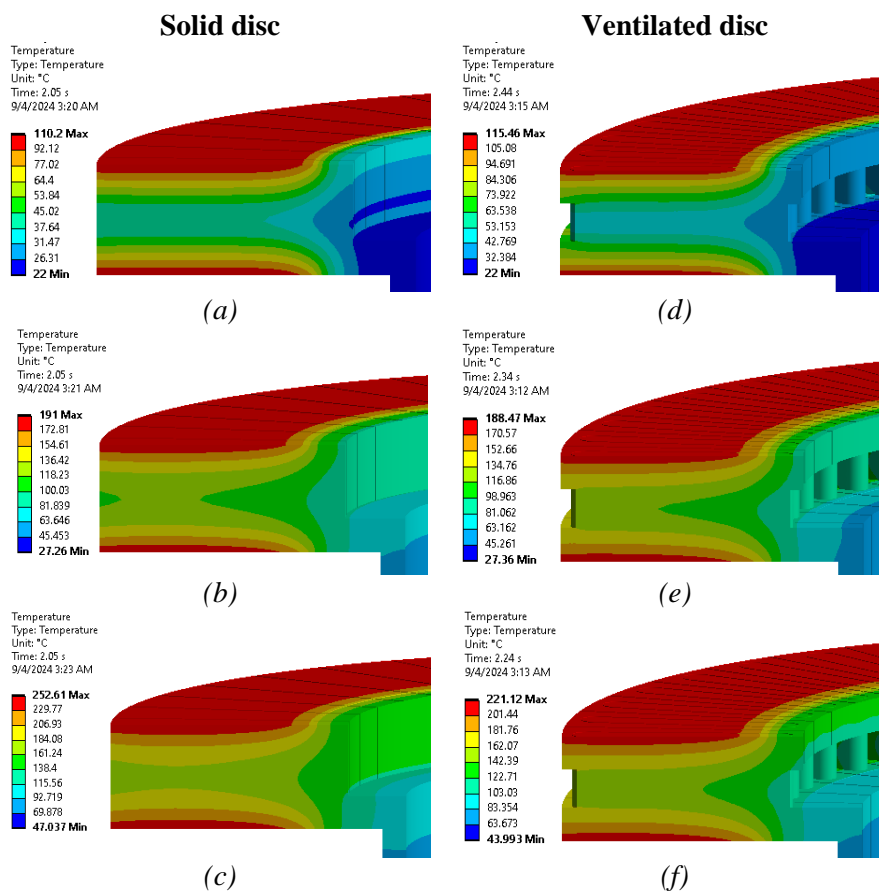 Solid disc
Temperature
Type: Temperature
Unit: °C
Time: 2.05 s
9/4/2024 3:20 AM
110.2 Max
92.12
77.02
64.4
53.84
45.02
37.64
31.47
26.31
22 Min
(a)
Ventilated disc
Temperature
Type: Temperature
Unit: °C
Time: 2.44 s
9/4/2024 3:15 AM
115.46 Max
105.08
94.691
84.306
73.922
63.538
53.153
42.769
32.384
22 Min
(d)
Temperature
Type: Temperature
Unit: °C
Time: 2.05 s
9/4/2024 3:21 AM
191 Max
172.81
154.61
136.42
118.23
100.03
81.839
63.646
45.453
27.26 Min
(b)
Temperature
Type: Temperature
Unit: °C
Time: 2.34 s
9/4/2024 3:12 AM
188.47 Max
170.57
152.66
134.76
116.86
98.963
81.062
63.162
45.261
27.36 Min
(e)
Temperature
Type: Temperature
Unit: °C
Time: 2.05 s
9/4/2024 3:23 AM
252.61 Max
229.77
206.93
184.08
161.24
138.4
115.56
92.719
69.878
47.037 Min
(c)
Temperature
Type: Temperature
Unit: °C
Time: 2.24 s
9/4/2024 3:13 AM
221.12 Max
201.44
181.76
162.07
142.39
122.71
103.03
83.354
63.673
43.993 Min
(f)